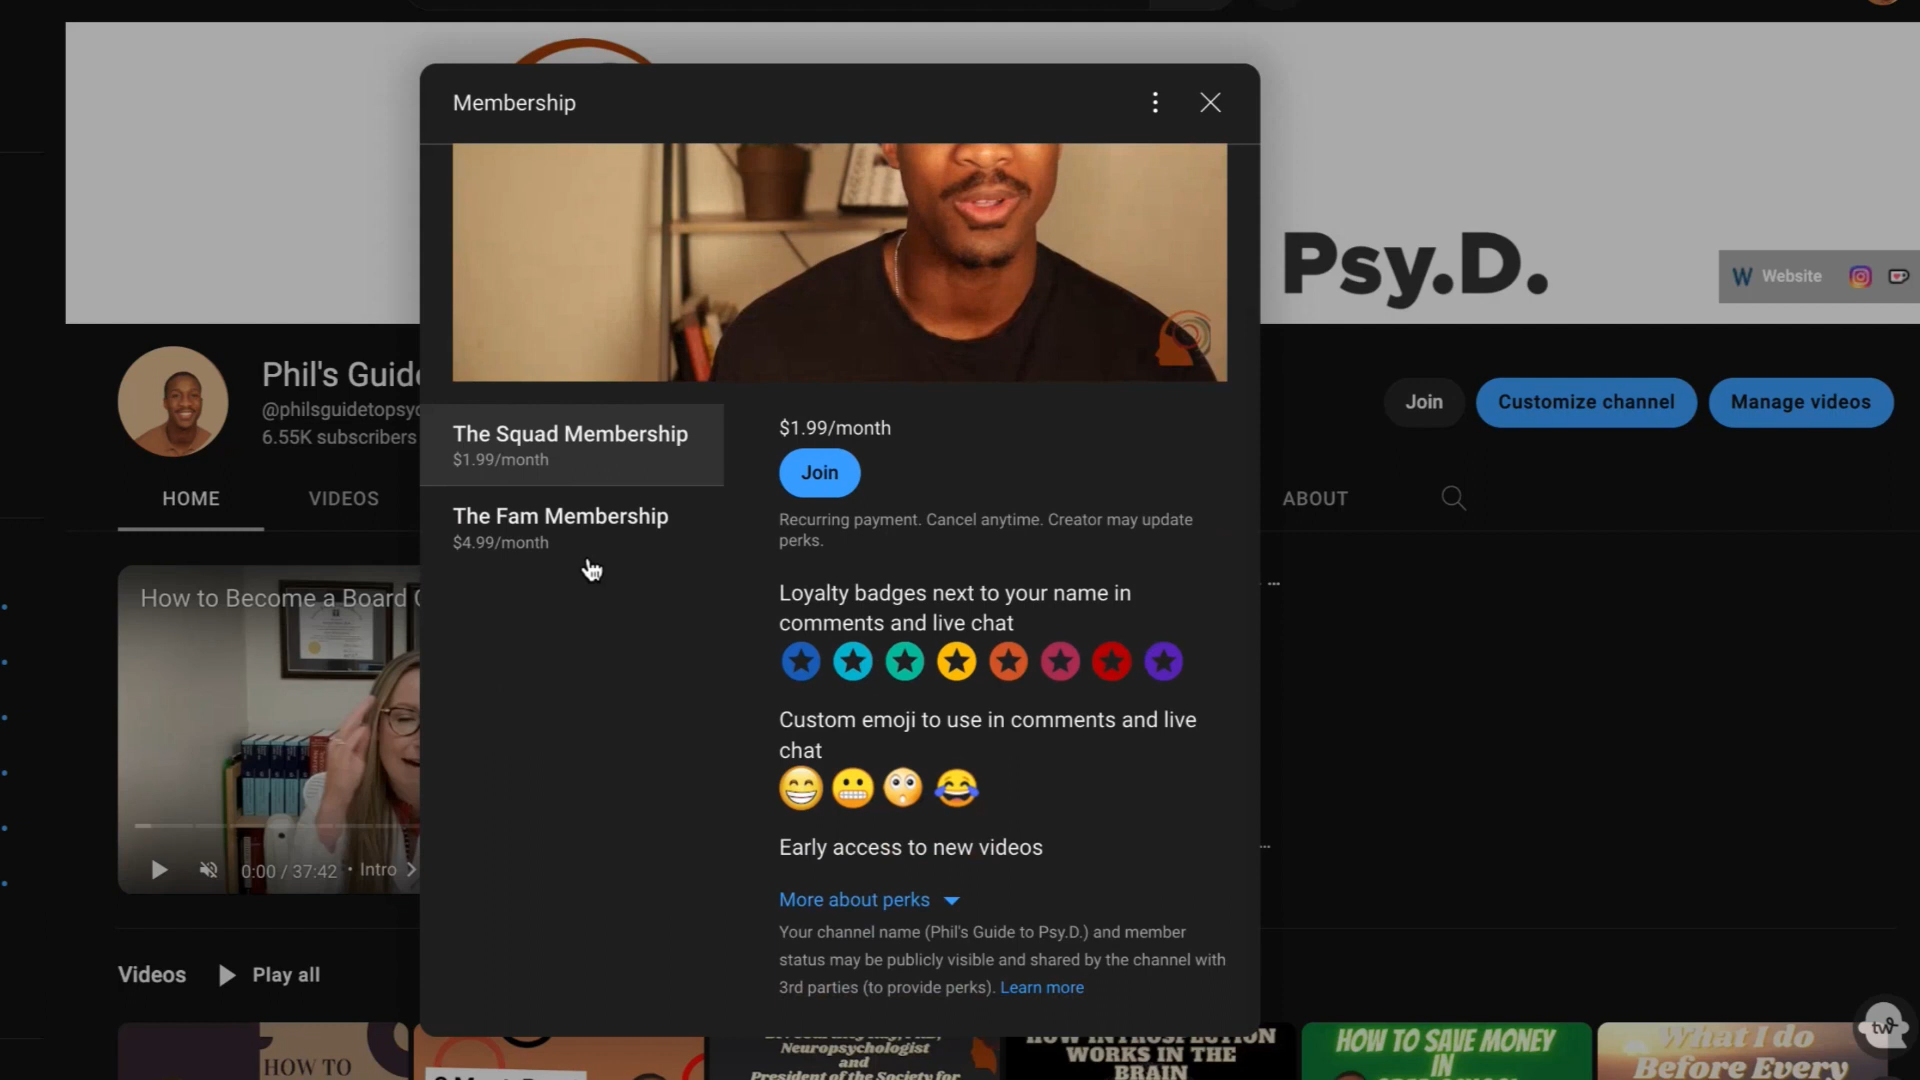 Membership
Psy.D.
Website
Phil's Guide
@philsguidetopsyc
6.55K subscribers
Join
Customize channel
Manage videos
HOME
VIDEOS
ABOUT
The Squad Membership
$1.99/month
The Fam Membership
$4.99/month
$1.99/month
Join
Recurring payment. Cancel anytime. Creator may update
perks.
Loyalty badges next to your name in
comments and live chat
Custom emoji to use in comments and live
chat
Early access to new videos
More about perks
Your channel name (Phil's Guide to Psy.D.) and member
status may be publicly visible and shared by the channel with
3rd parties (to provide perks). Learn more
How to Become a Board
0:00 / 37:42 • Intro
Videos
Play all
HOW TO
Neuropsychologist
and
President of the Society for
HOW INTROSPECTION
WORKS IN THE
BRAIN
HOW TO SAVE MONEY
IN
What I do
Before Every
tw